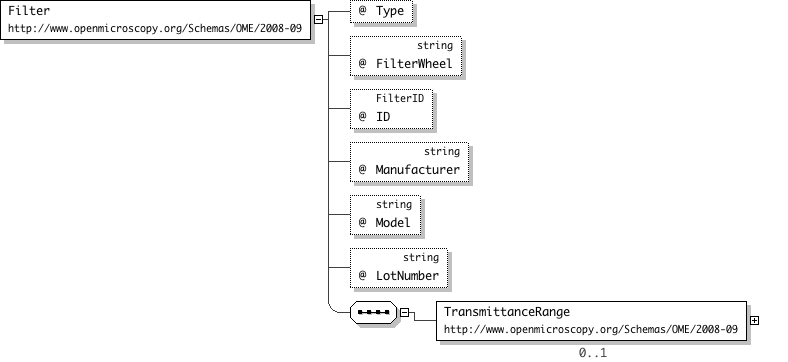 Filter
http://www.openmicroscopy.org/Schemas/OME/2008-09
@ Type
string
@ FilterWheel
FilterID
@ ID
string
@ Manufacturer
string
@ Model
string
@ LotNumber
TransmittanceRange
http://www.openmicroscopy.org/Schemas/OME/2008-09
0..1